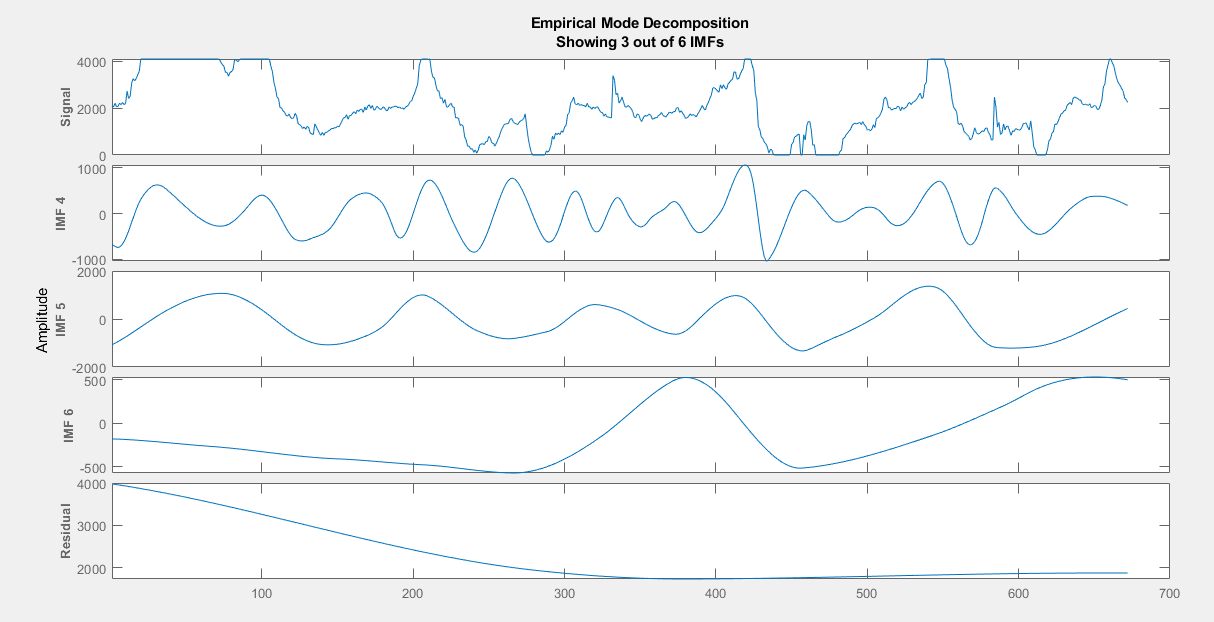 Empirical Mode Decomposition
Showing 3 out of 6 IMFs
Amplitude
Signal
4000
2000
0
IMF 4
1000
0
-1000
IMF 5
2000
0
-2000
IMF 6
500
0
-500
Residual
4000
3000
2000
100 200 300 400 500 600 700